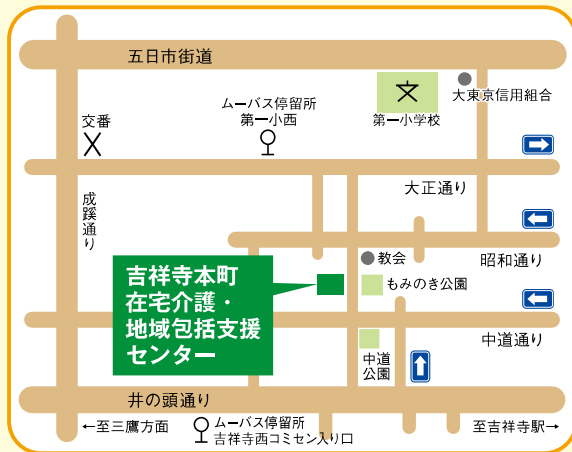 五日市街道
大東京信用組合
ムーバス停留所
第一小西
第一小学校
交番
大正通り
成蹊通り
昭和通り
教会
もみのき公園
吉祥寺本町
在宅介護・
地域包括支援
センター
中道通り
中道
公園
井の頭通り
←至三鷹方面
ムーバス停留所
吉祥寺西コミセン入り口
至吉祥寺駅→